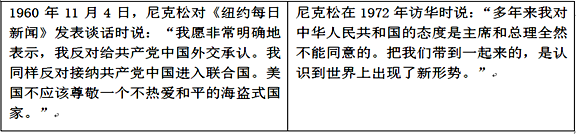 1960 年 11 月 4 日，尼克松对《纽约每日
新闻》发表谈话时说：“我愿非常明确地
表示，我反对给共产党中国外交承认。我
同样反对接纳共产党中国进入联合国。美
国不应该尊敬一个不热爱和平的海盗式国
家。”
尼克松在 1972 年访华时说：“多年来我对
中华人民共和国的态度是主席和总理全然
不能同意的。把我们带到一起来的，是认
识到世界上出现了新形势。”